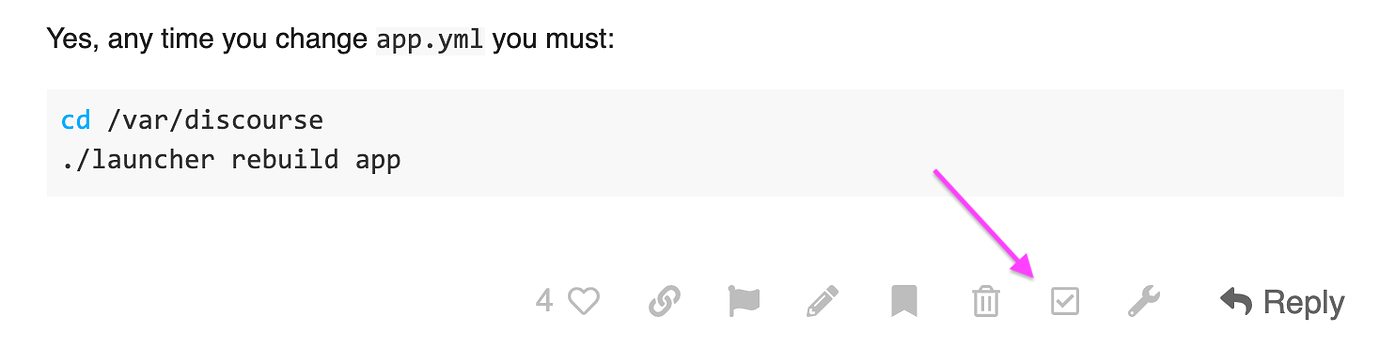 Yes, any time you change app.yml you must:
cd /var/discourse
./launcher rebuild app
4 Reply